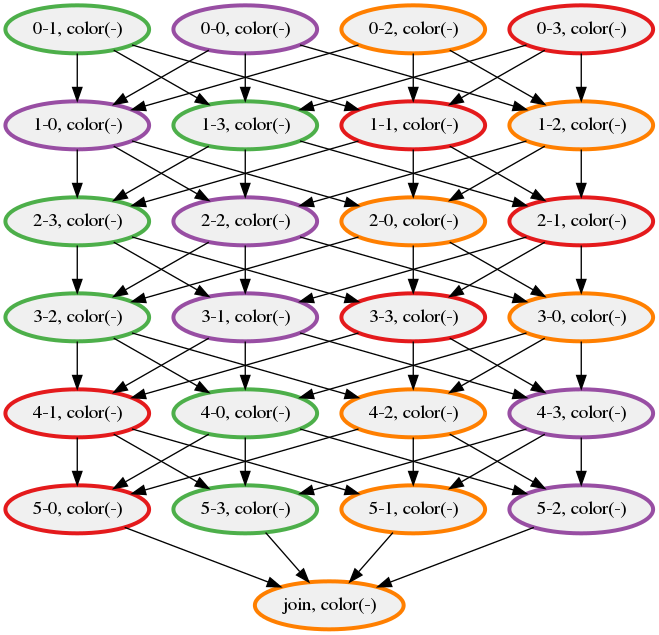 0-1, color(-)
0-0, color(-)
0-2, color(-)
0-3, color(-)
1-0, color(-)
1-3, color(-)
1-1, color(-)
1-2, color(-)
2-3, color(-)
2-2, color(-)
2-0, color(-)
2-1, color(-)
3-2, color(-)
3-1, color(-)
3-3, color(-)
3-0, color(-)
4-1, color(-)
4-0, color(-)
4-2, color(-)
4-3, color(-)
5-0, color(-)
5-3, color(-)
5-1, color(-)
5-2, color(-)
join, color(-)